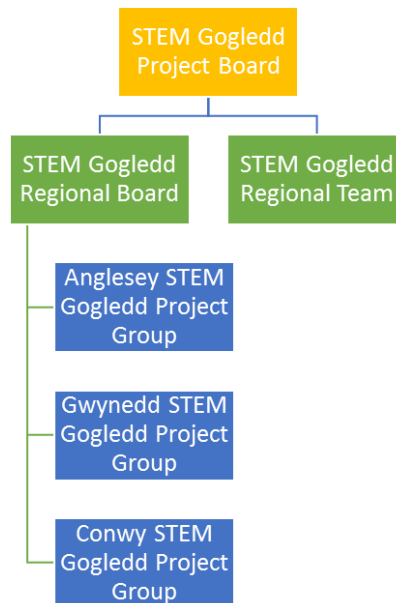 STEM Gogledd
Project Board
STEM Gogledd
Regional Board
STEM Gogledd
Regional Team
Anglesey STEM
Gogledd Project
Group
Gwynedd STEM
Gogledd Project
Group
Conwy STEM
Gogledd Project
Group